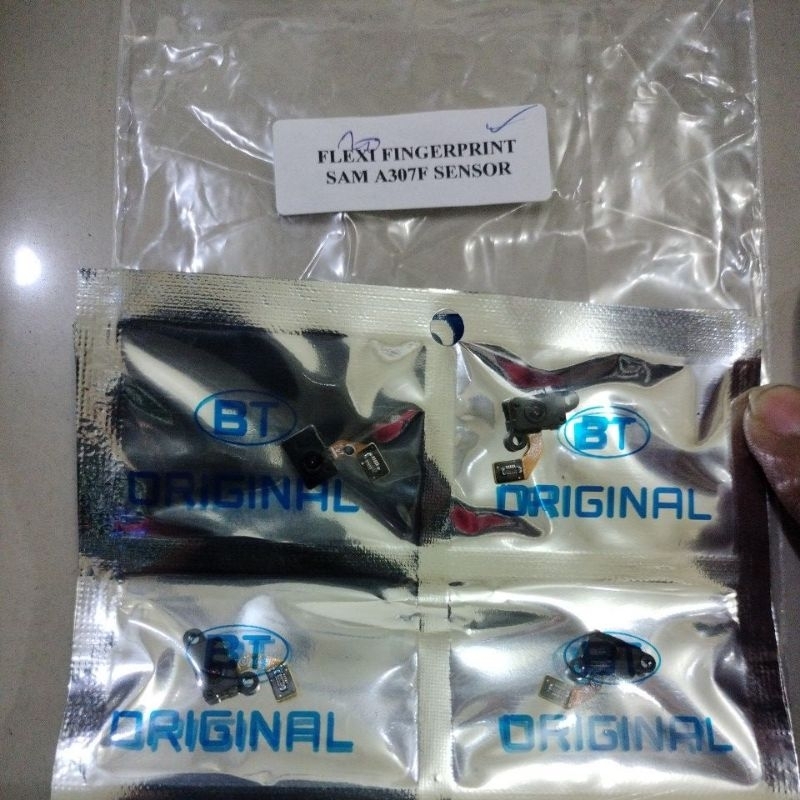 FLEXI FINGERPRINT
SAM A307F SENSOR
BT
ORIGINAL
BT
ORIGINAL
BT
ORIGINAL
BT
ORIGINAL